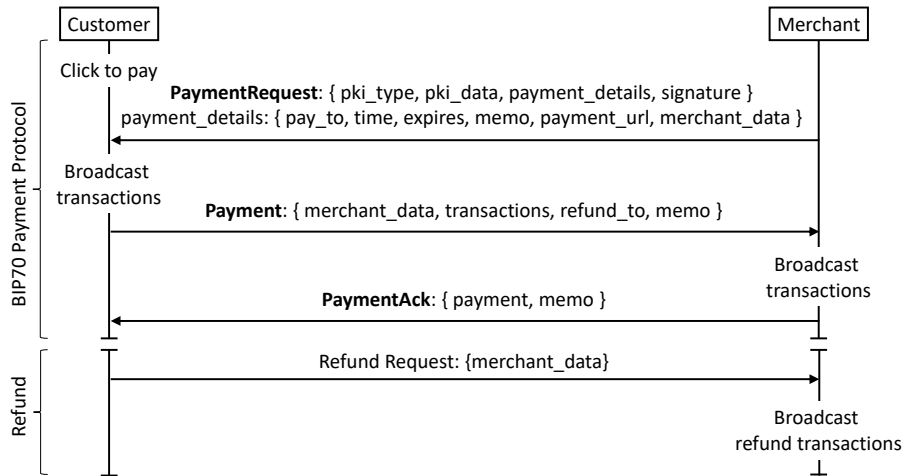 Customer
Merchant
Click to pay
PaymentRequest: { pki_type, pki_data, payment_details, signature }
payment_details: { pay_to, time, expires, memo, payment_url, merchant_data }
Broadcast
transactions
Payment: { merchant_data, transactions, refund_to, memo }
Broadcast
transactions
PaymentAck: { payment, memo }
BIP70 Payment Protocol
Refund Request: {merchant_data}
Broadcast
refund transactions
Refund